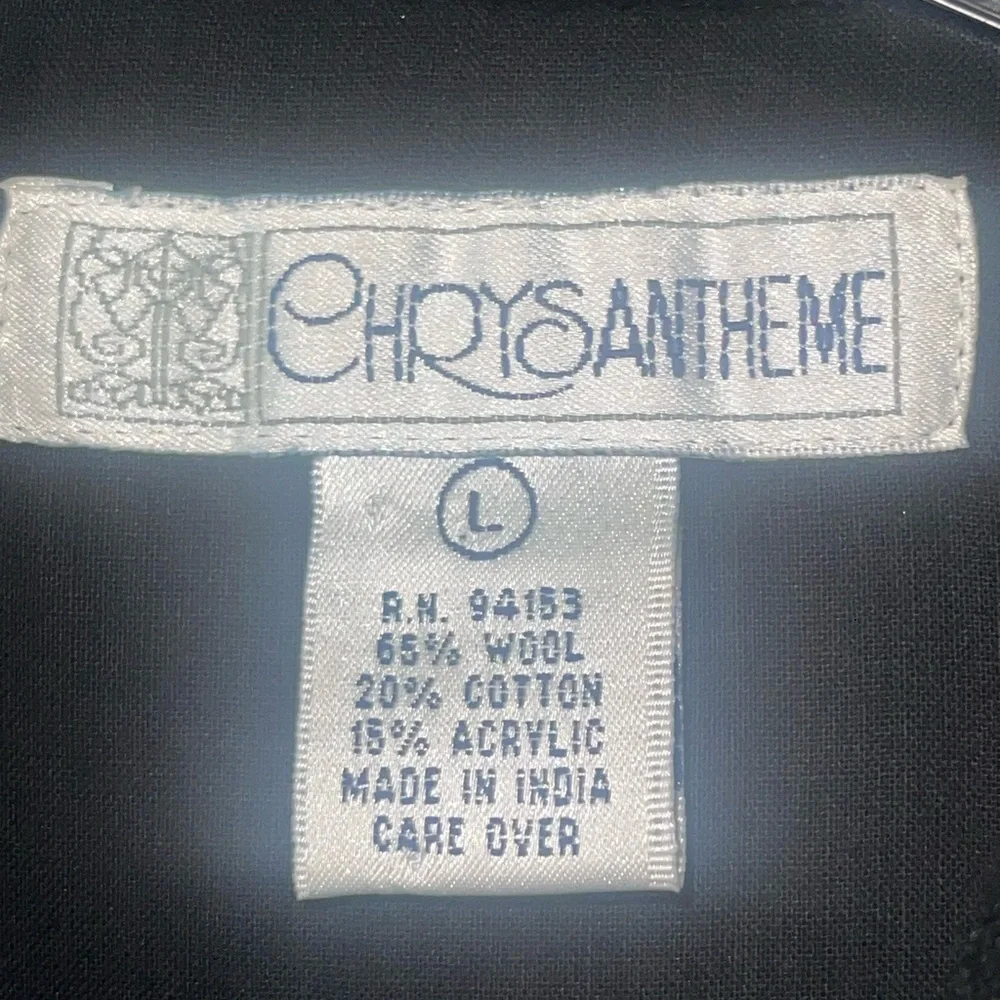 CHRYSANTHEME
L
R.N. 94153
65% WOOL
20% COTTON
15% ACRYLIC
MADE IN INDIA
CARE OVER